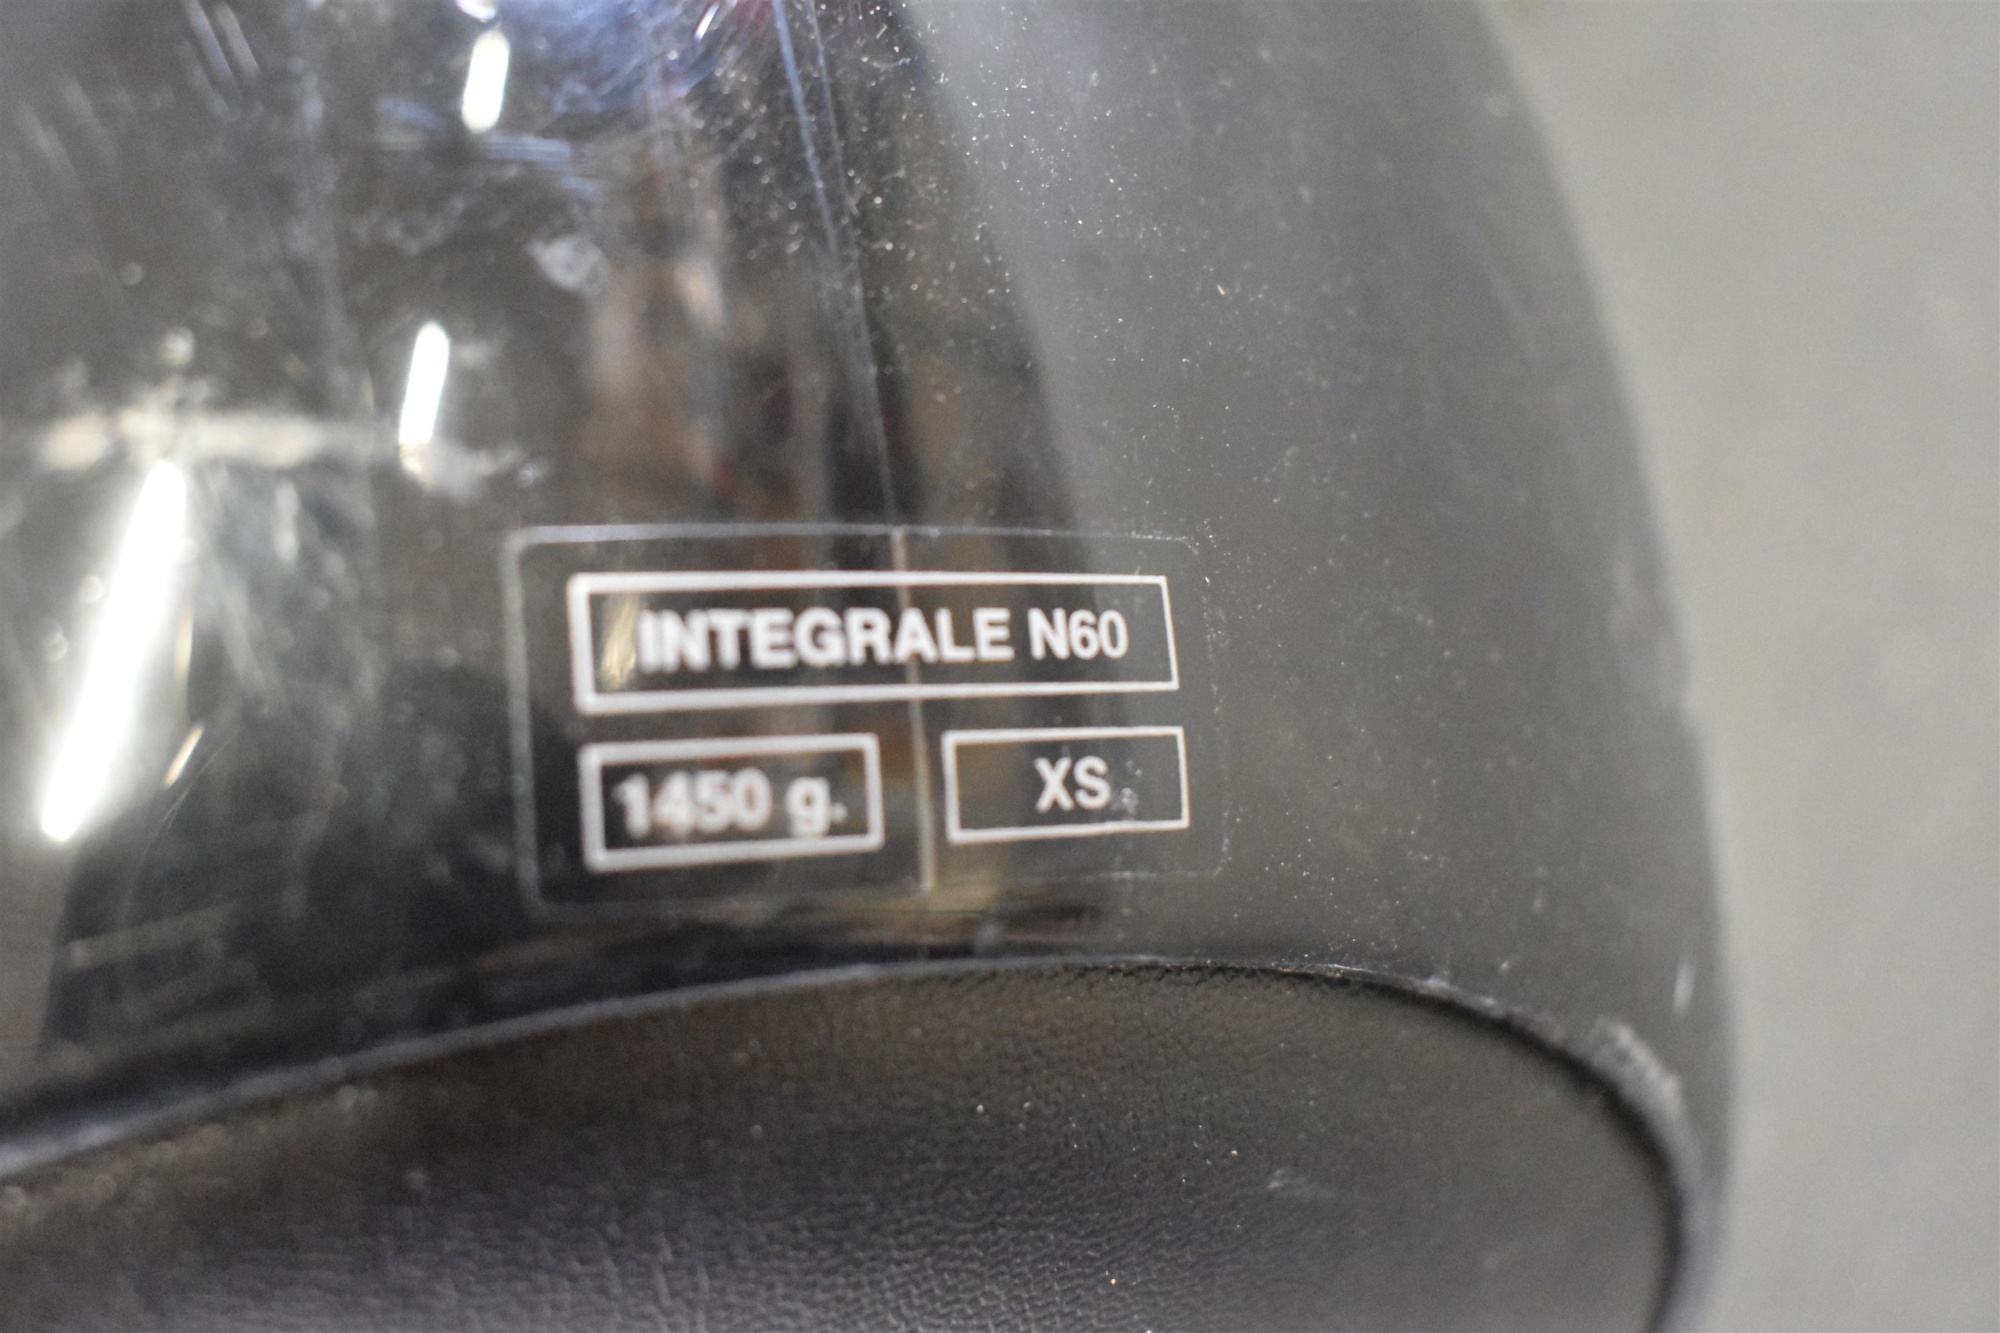 INTEGRALE N60
1450 g. XS